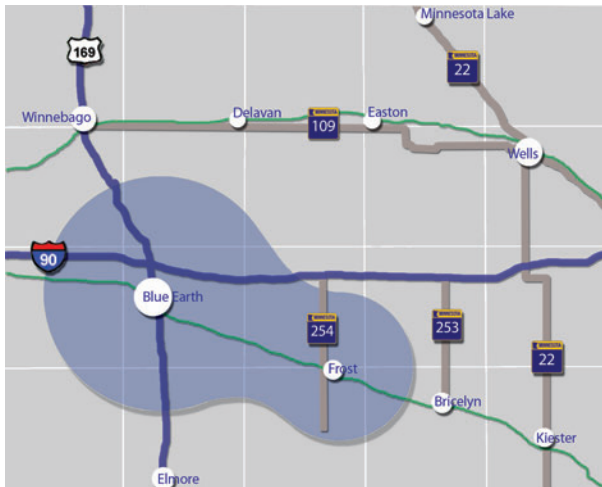 Minnesota Lake
169
22
Winnebago
Delavan
109
Easton
Wells
90
Blue Earth
254
253
22
Frost
Bricelyn
Kiester
Elmore